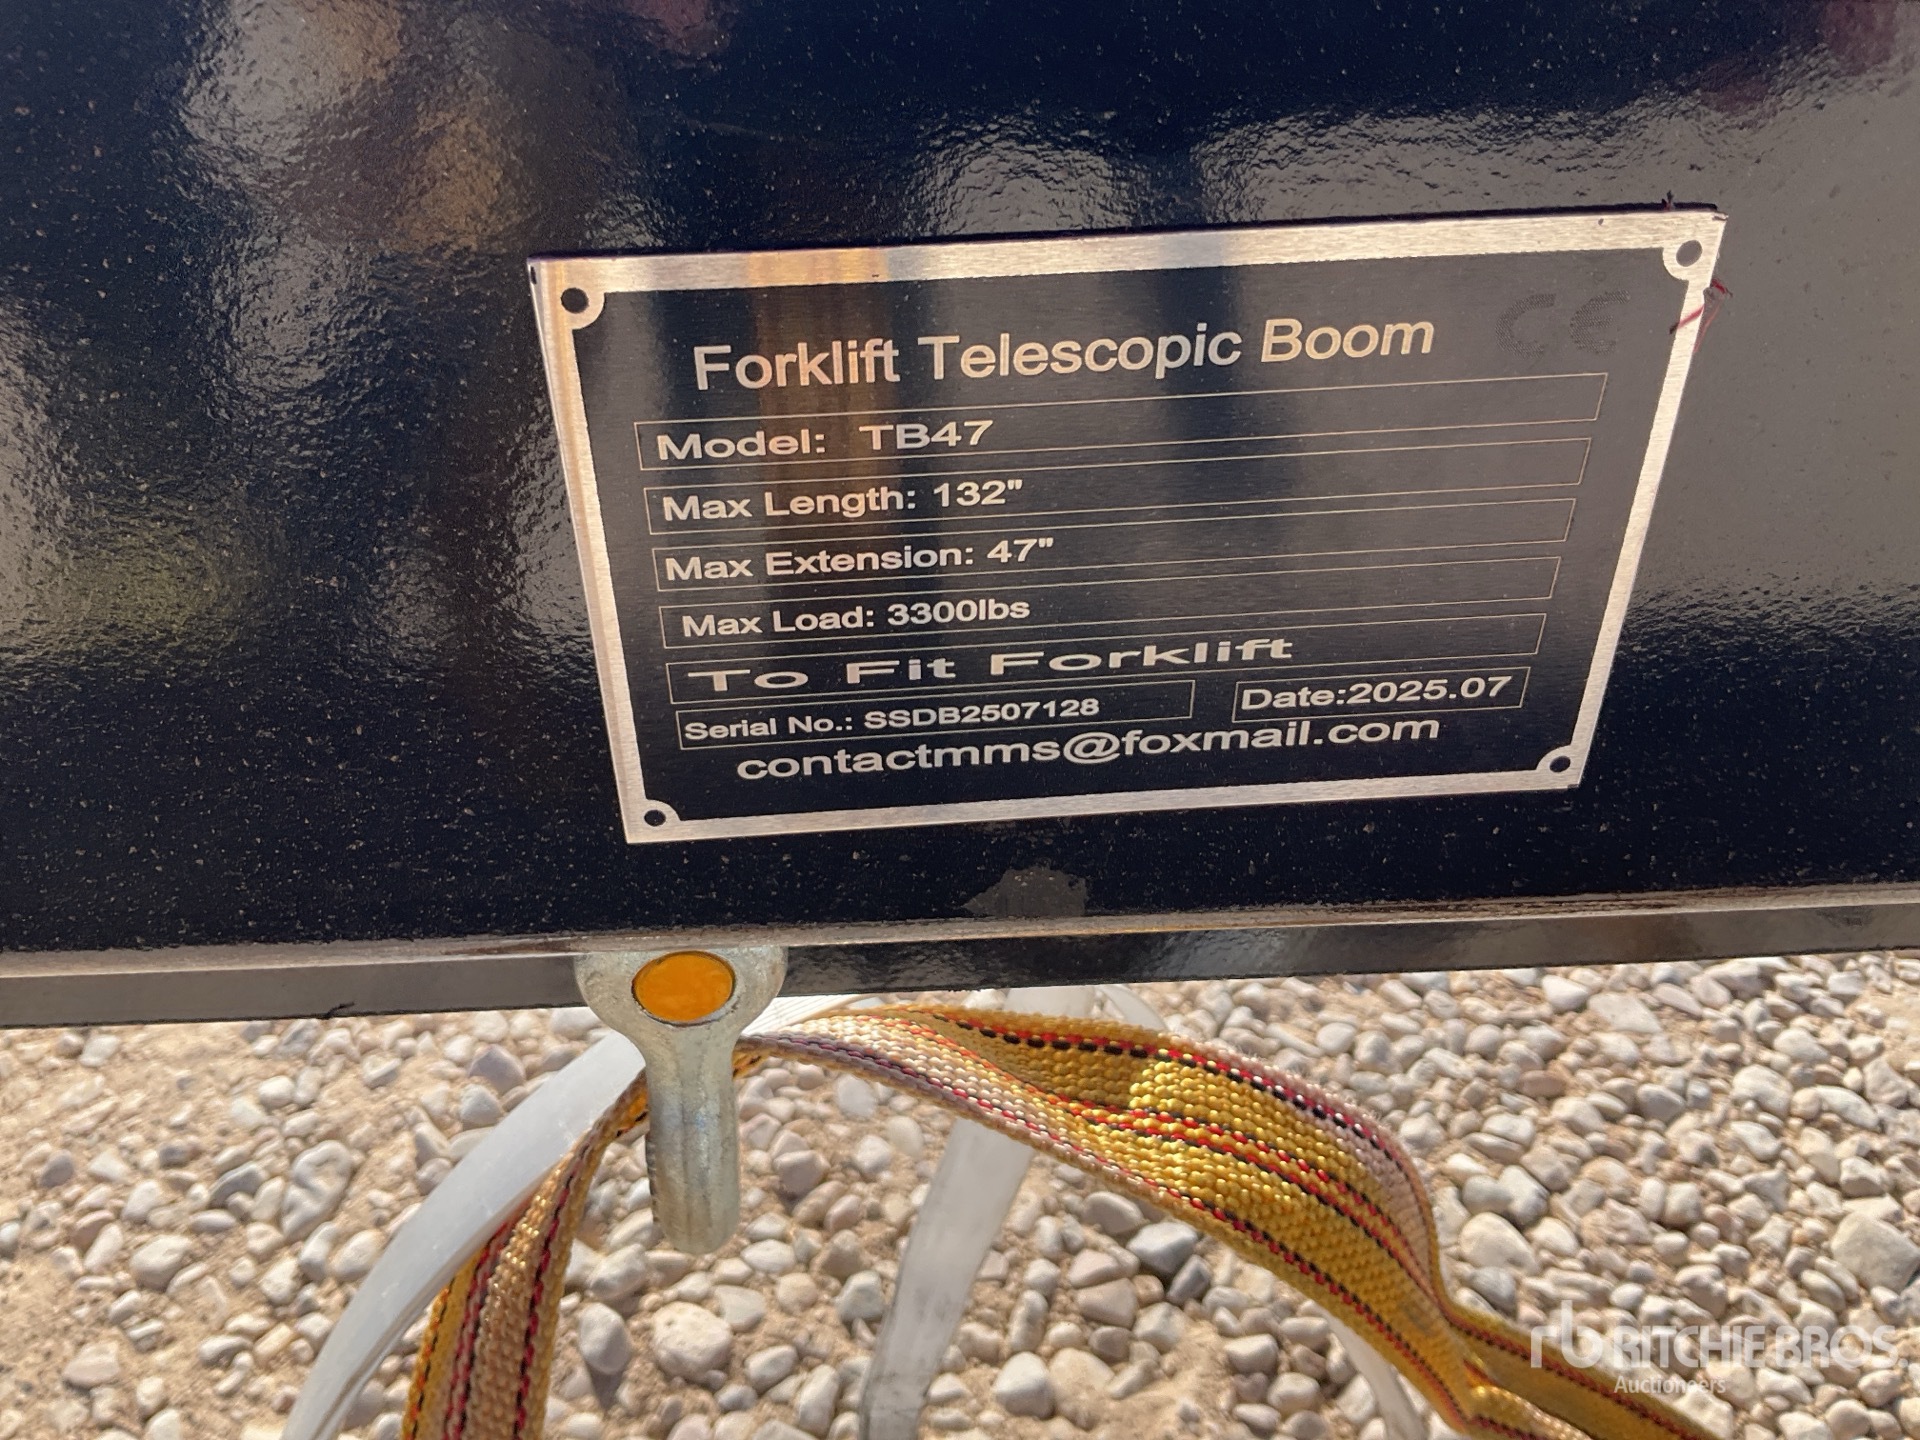 CE
Forklift Telescopic Boom
Model: TB47
Max Length: 132"
Max Extension: 47"
Max Load: 3300lbs
To Fit Forklift
Serial No.: SSDB2507128 Date:2025.07
contactmms@foxmail.com
rb RITCHIE BROS.
Auctioneers